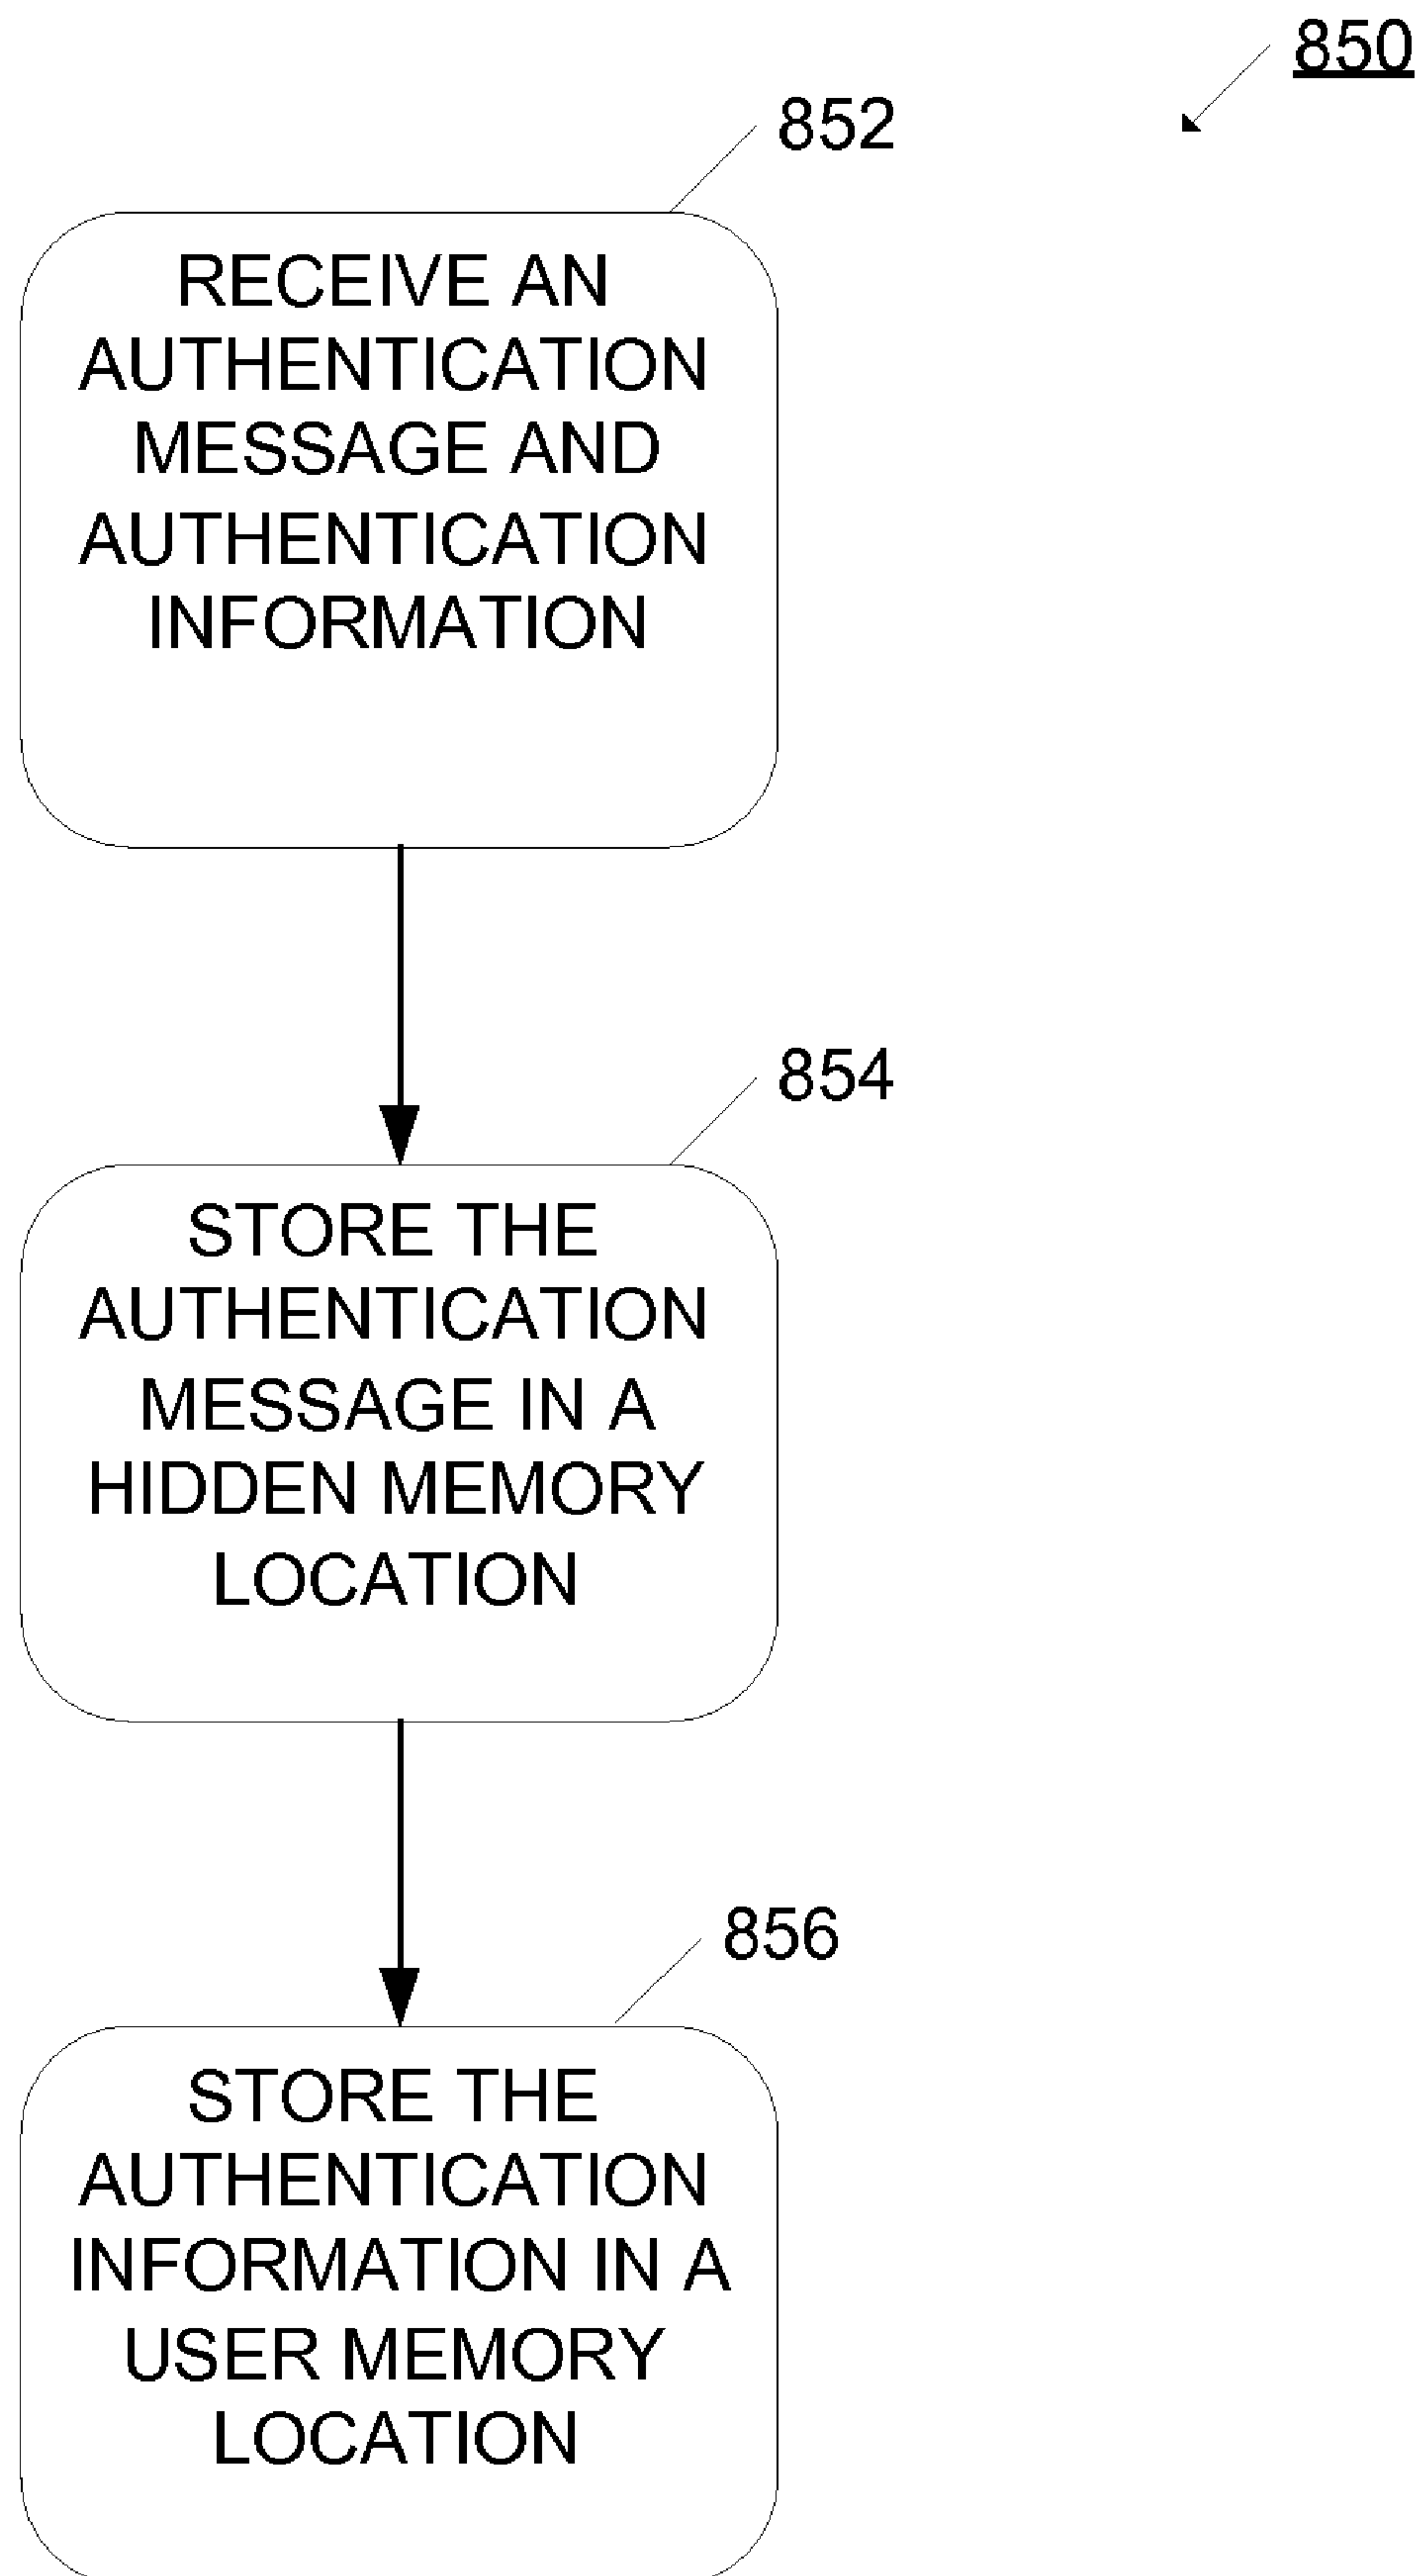 850
852
RECEIVE AN
AUTHENTICATION
MESSAGE AND
AUTHENTICATION
INFORMATION
854
STORE THE
AUTHENTICATION
MESSAGE IN A
HIDDEN MEMORY
LOCATION
856
STORE THE
AUTHENTICATION
INFORMATION IN A
USER MEMORY
LOCATION